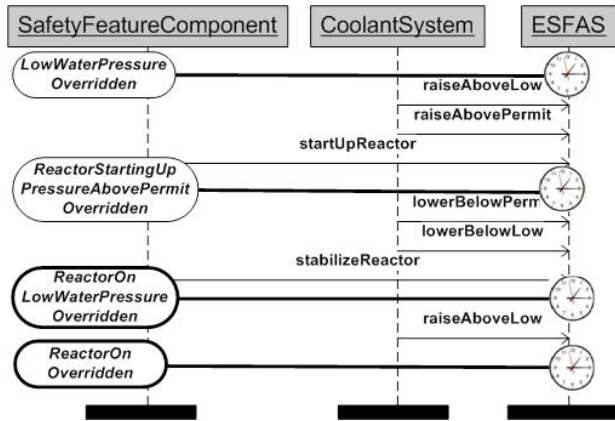 SafetyFeatureComponent
CoolantSystem
ESFAS
LowWaterPressure
Overridden
raiseAboveLow
raiseAbovePermit
startUpReactor
ReactorStartingUp
PressureAbovePermit
Overridden
lowerBelowPerm
lowerBelowLow
stabilizeReactor
ReactorOn
LowWaterPressure
Overridden
raiseAboveLow
ReactorOn
Overridden